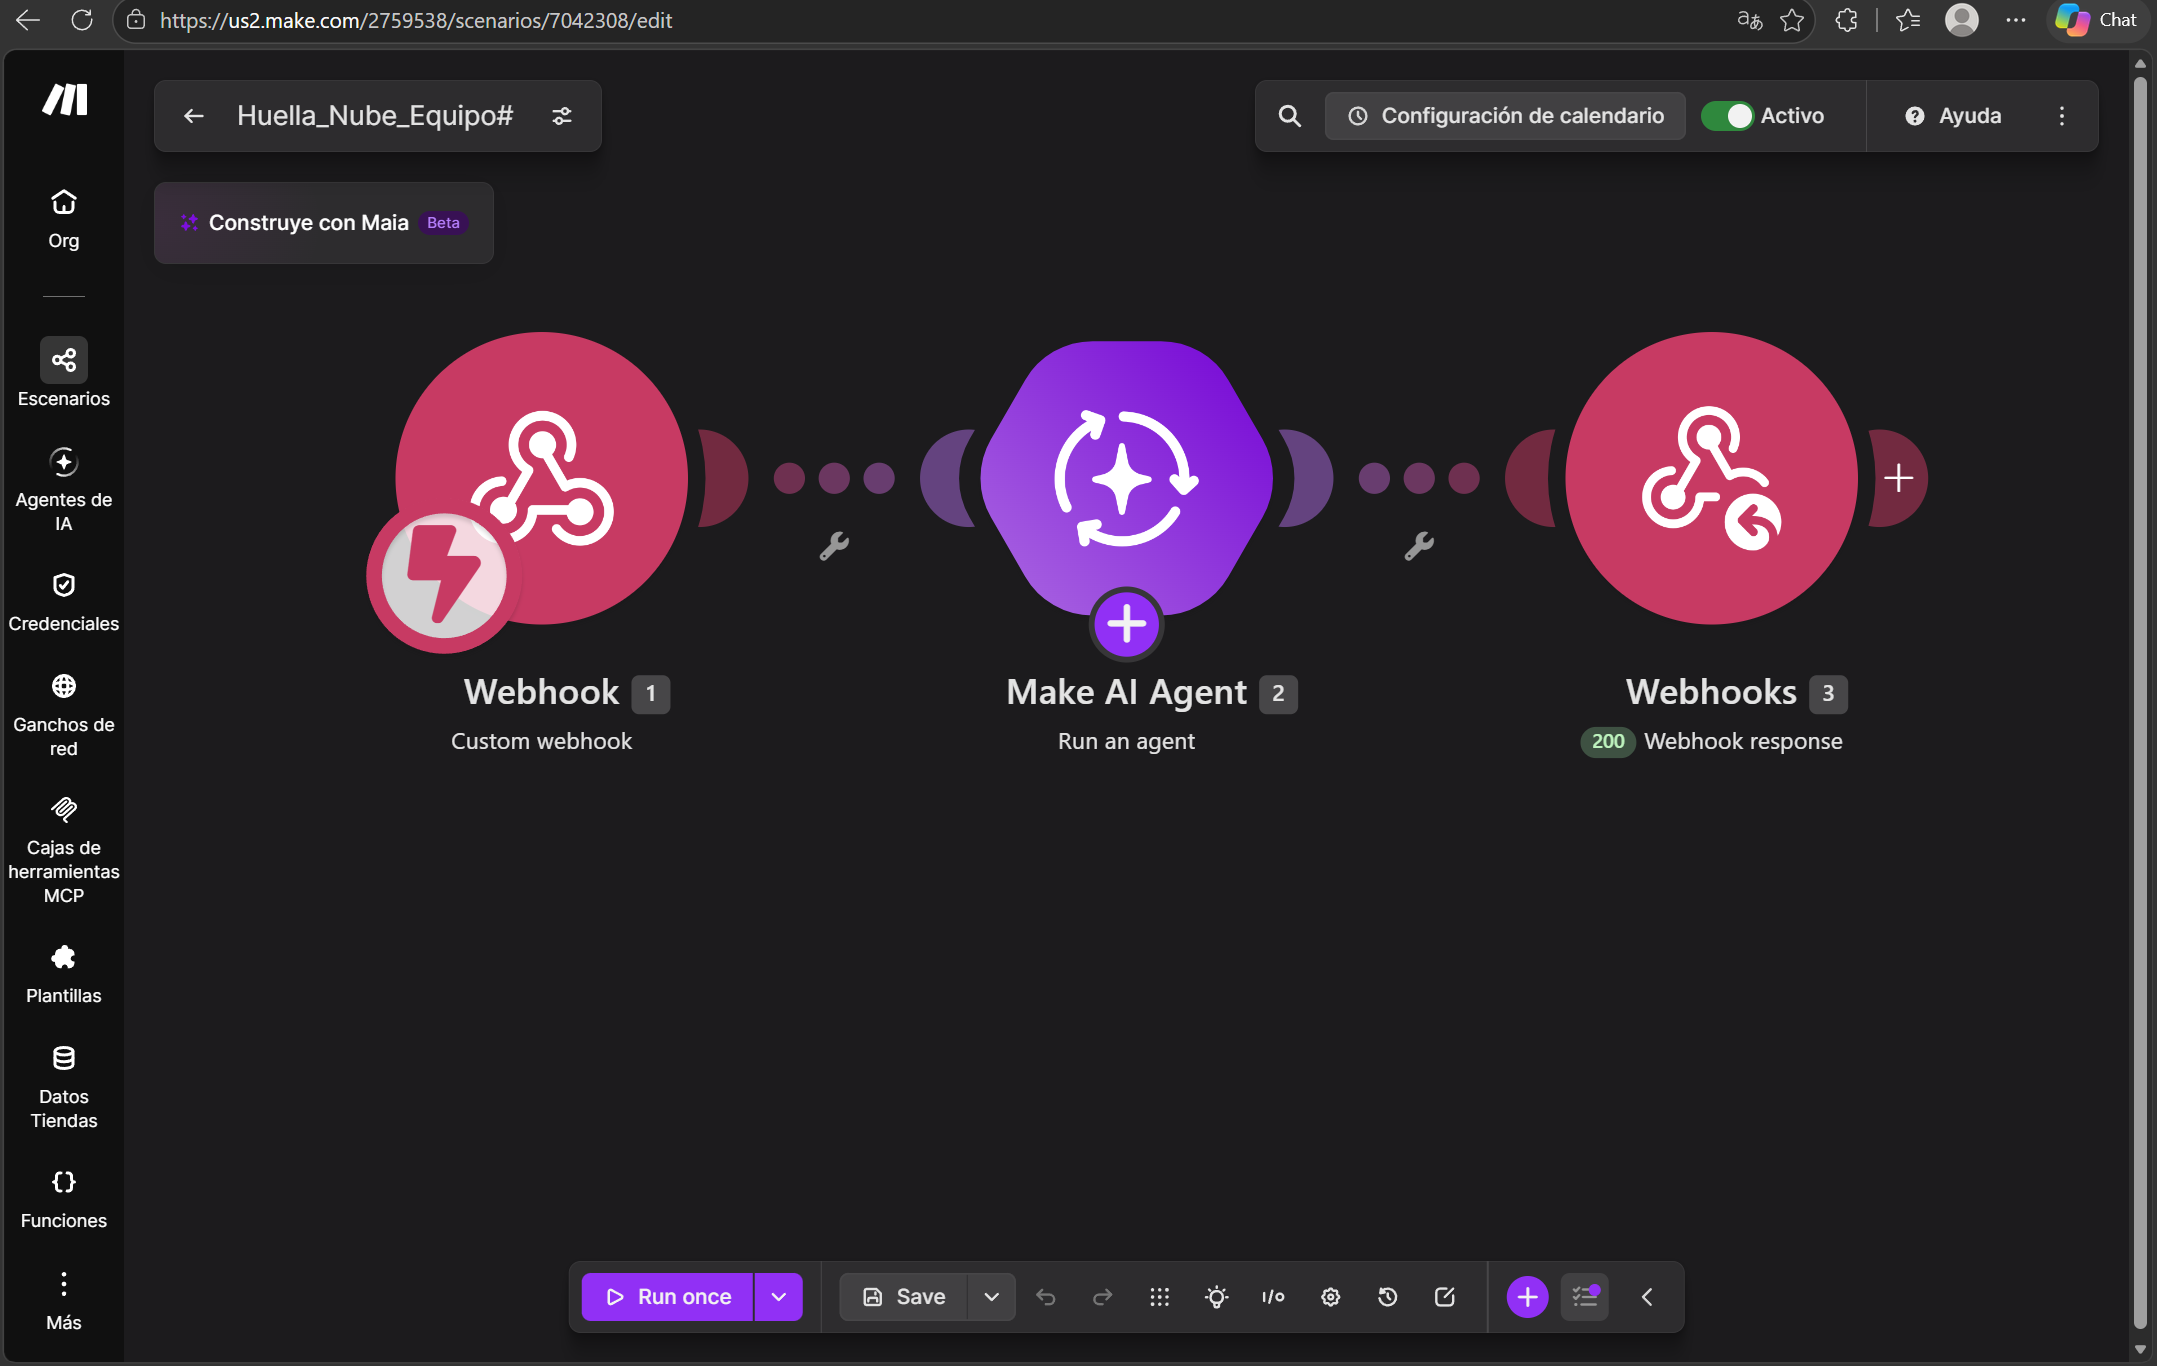 https://us2.make.com/2759538/scenarios/7042308/edit
Chat
Huella_Nube_Equipo#
Configuración de calendario
Activo
Ayuda
Construye con Maia Beta
Org
Escenarios
Agentes de
IA
Credenciales
Ganchos de
red
Cajas de
herramientas
MCP
Plantillas
Datos
Tiendas
Funciones
Más
Webhook 1
Custom webhook
Make AI Agent 2
Run an agent
Webhooks 3
200 Webhook response
Run once
Save